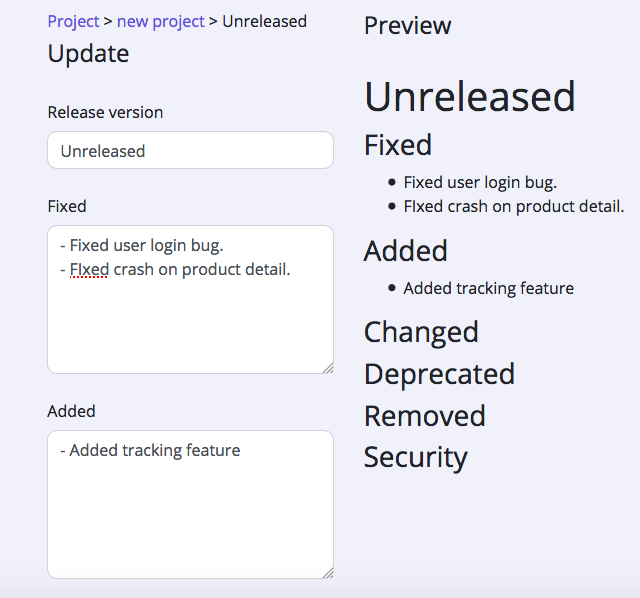 Project > new project > Unreleased
Update
Release version
Unreleased
Fixed
- Fixed user login bug.
- FIxed crash on product detail.
Added
- Added tracking feature
Preview
Unreleased
Fixed
• Fixed user login bug.
• FIxed crash on product detail.
Added
• Added tracking feature
Changed
Deprecated
Removed
Security